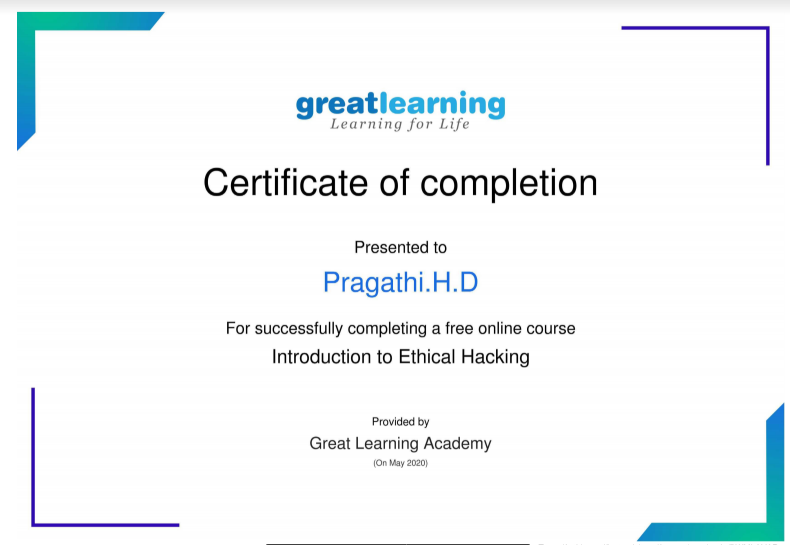 greatlearning
Learning for Life
Certificate of completion
Presented to
Pragathi.H.D
For successfully completing a free online course
Introduction to Ethical Hacking
Provided by
Great Learning Academy
(On May 2020)